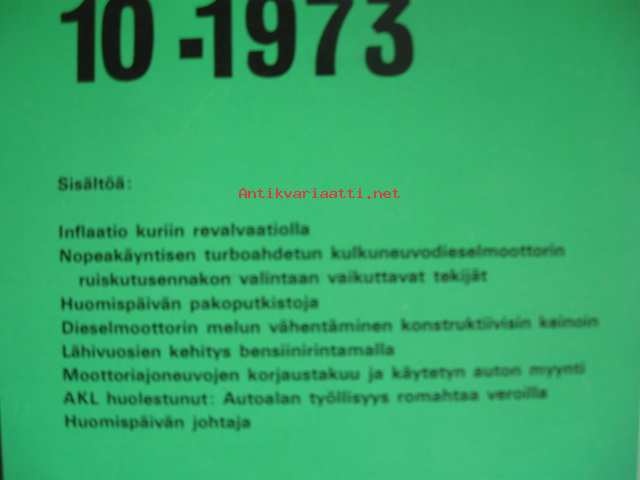 10-1973
Sisältöä:
Antikvariaatti.net
Inflaatio kuriin revalvaatiolla
Nopeakäyntisen turboahdetun kulkuneuvodieselmoottorin
ruiskutusennakon valintaan vaikuttavat tekijät
Huomispäivän pakoputkistoja
Dieselmoottorin melun vähentäminen konstruktiivisin keinoin
Lähivuosien kehitys bensiinirintamalla
Moottoriajoneuvojen korjaustakuu ja käytetyn auton myynti
AKL huolestunut: Autoalan työllisyys romahtaa veroilla
Huomispäivän johtaja